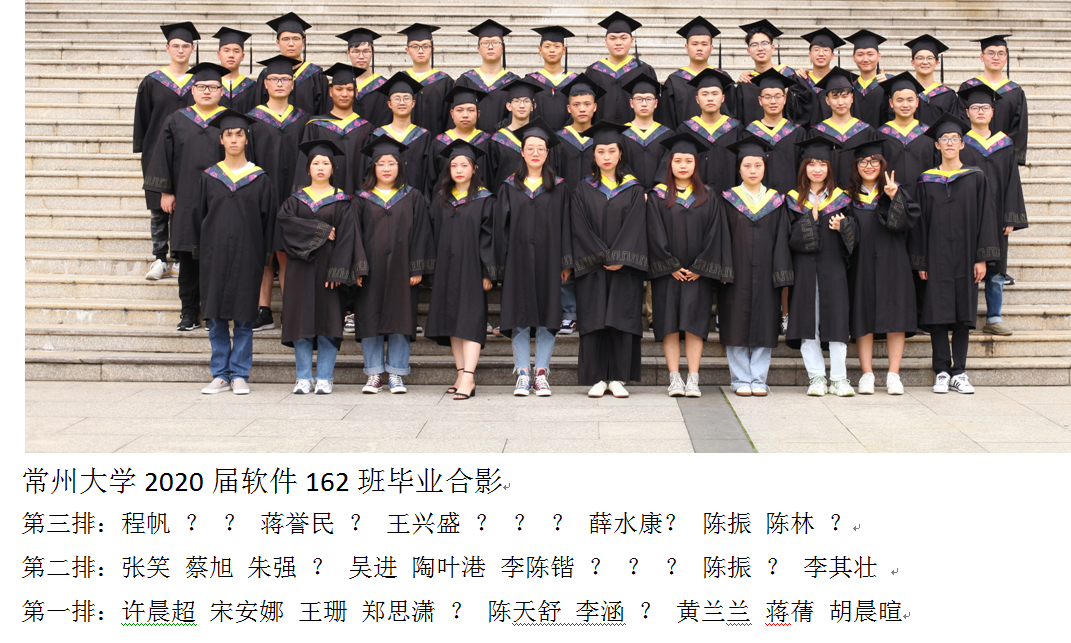 常州大学 2020 届软件 162 班毕业合影
第三排：程帆 ？ ？ 蒋誉民 ？ 王兴盛 ？ ？ ？ 薛水康？ 陈振 陈林 ？
第二排：张笑 蔡旭 朱强 ？ 吴进 陶叶港 李陈锴 ？ ？ ？ 陈振 ？ 李其壮
第一排：许晨超 宋安娜 王珊 郑思潇 ？ 陈天舒 李涵 ？ 黄兰兰 蒋蒨 胡晨暄